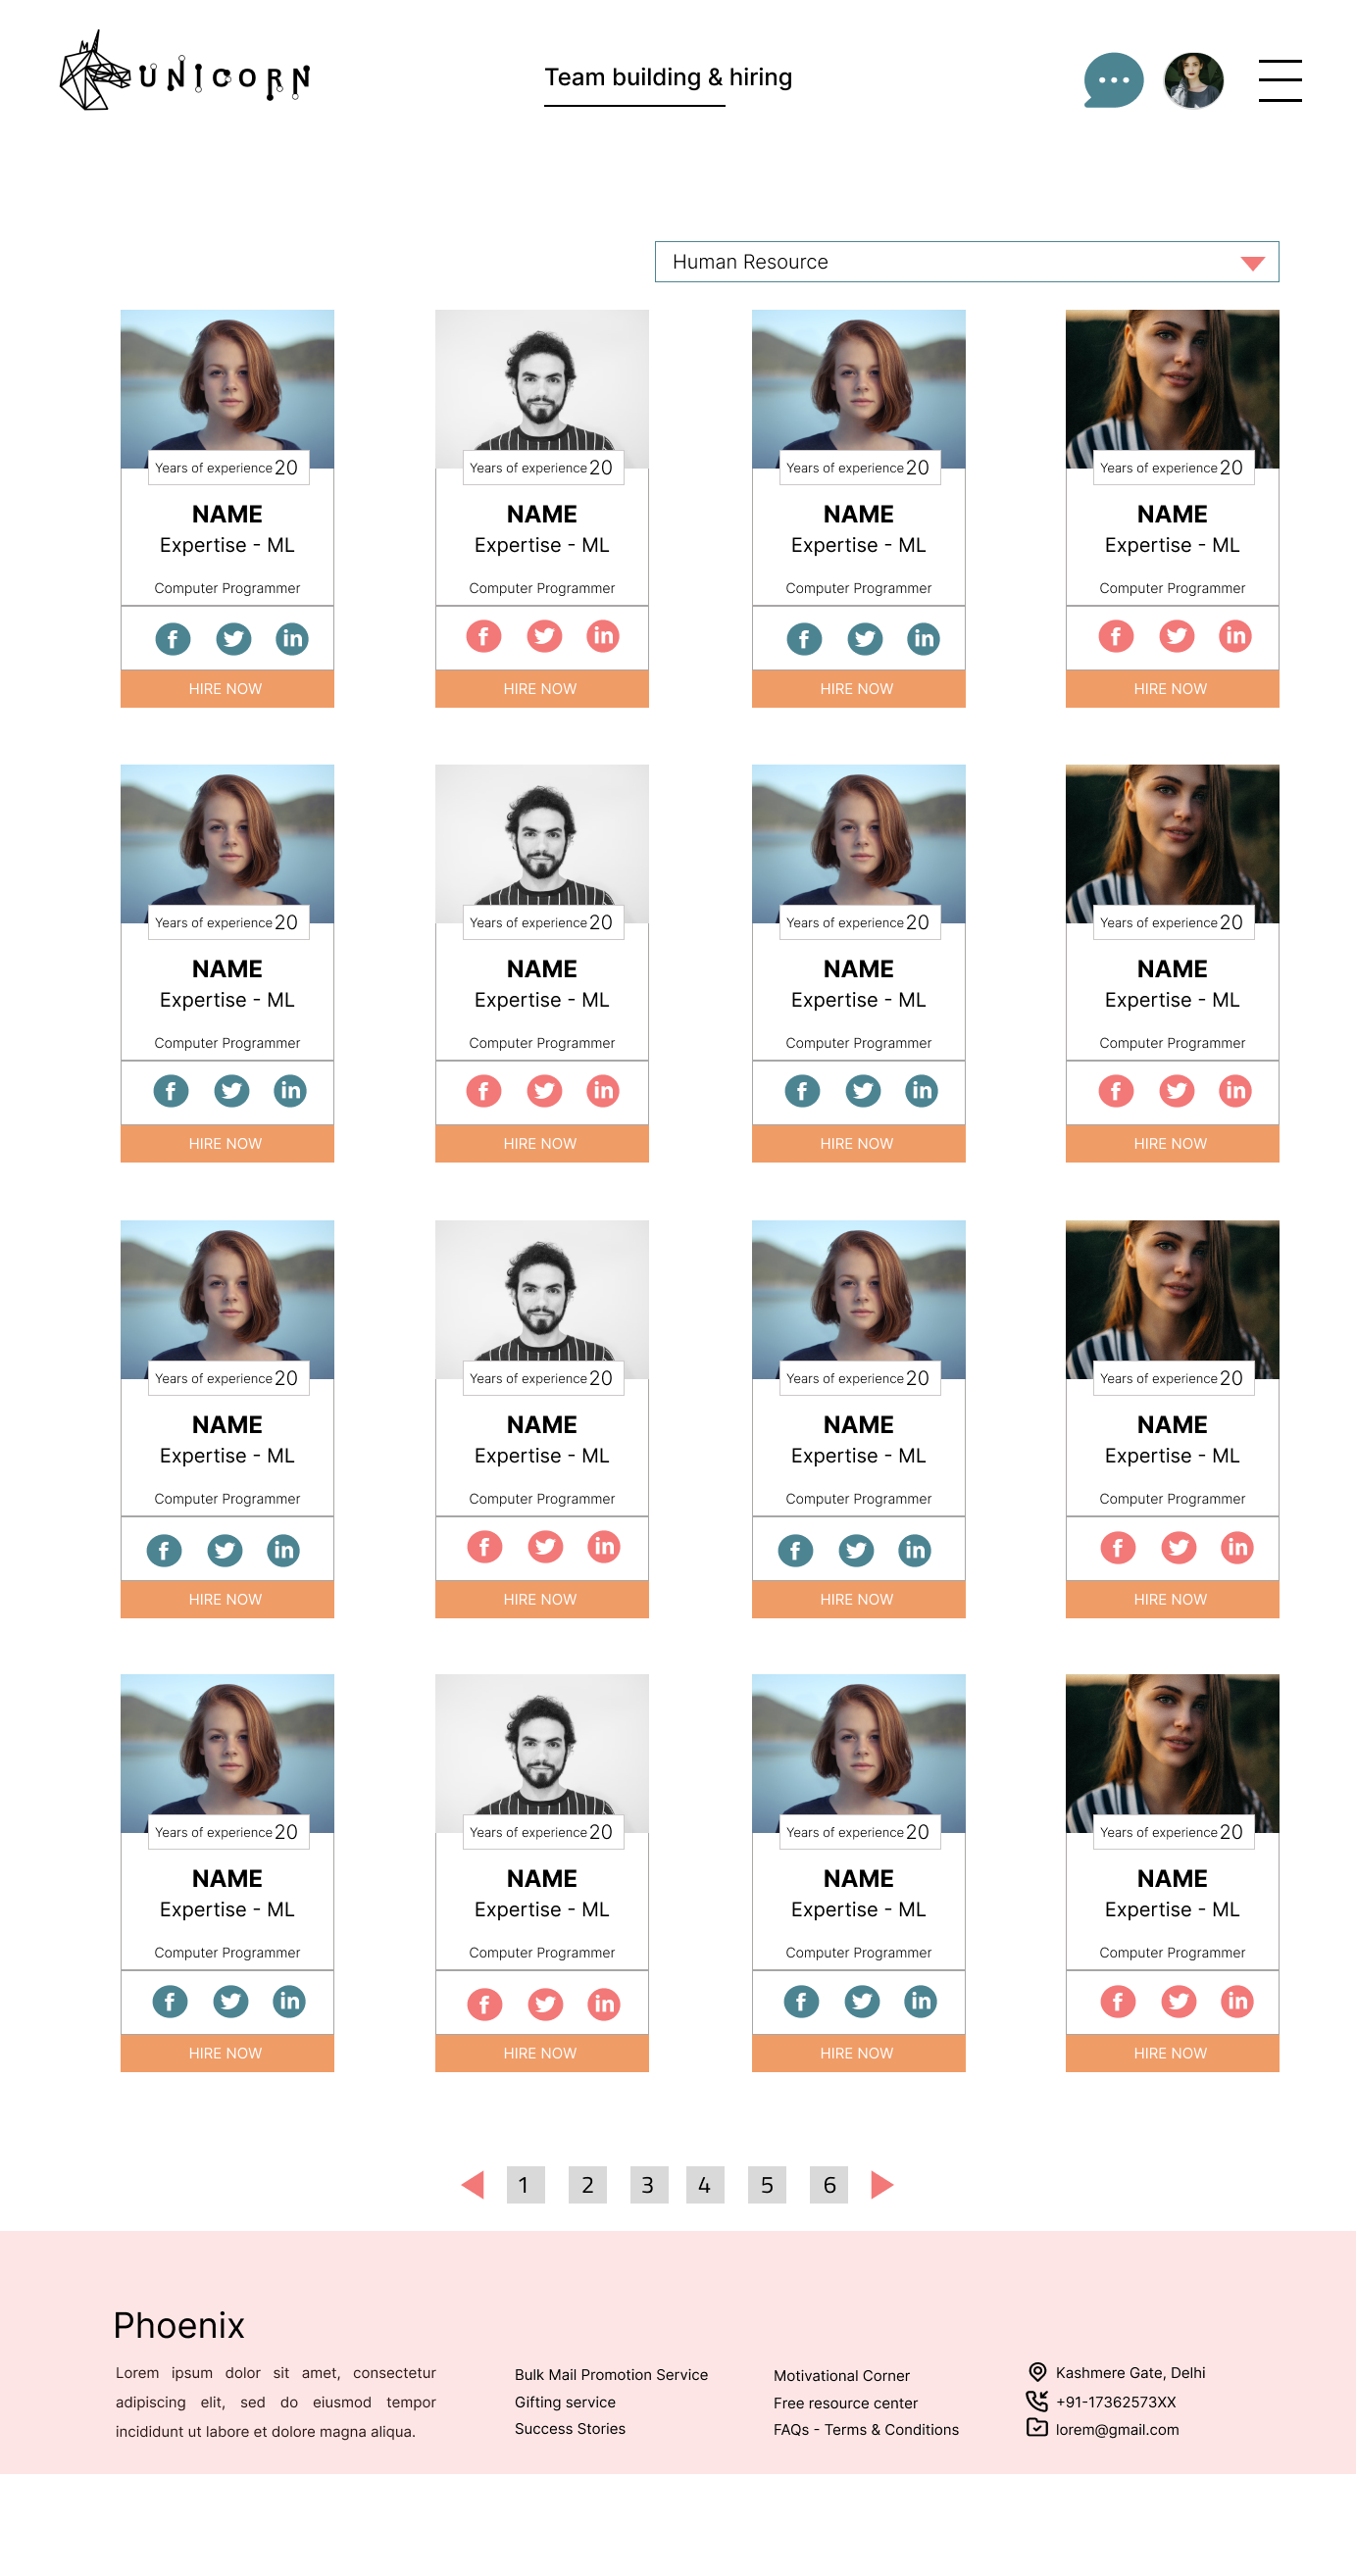 UNICORN
Team building & hiring
Human Resource
Years of experience 20
Years of experience 20
Years of experience 20
Years of experience 20
NAME
NAME
NAME
NAME
Expertise - ML
Expertise - ML
Expertise - ML
Expertise - ML
Computer Programmer
Computer Programmer
Computer Programmer
Computer Programmer
HIRE NOW
HIRE NOW
HIRE NOW
HIRE NOW
Years of experience 20
Years of experience 20
Years of experience 20
Years of experience 20
NAME
NAME
NAME
NAME
Expertise - ML
Expertise - ML
Expertise - ML
Expertise - ML
Computer Programmer
Computer Programmer
Computer Programmer
Computer Programmer
HIRE NOW
HIRE NOW
HIRE NOW
HIRE NOW
Years of experience 20
Years of experience 20
Years of experience 20
Years of experience 20
NAME
NAME
NAME
NAME
Expertise - ML
Expertise - ML
Expertise - ML
Expertise - ML
Computer Programmer
Computer Programmer
Computer Programmer
Computer Programmer
HIRE NOW
HIRE NOW
HIRE NOW
HIRE NOW
Years of experience 20
Years of experience 20
Years of experience 20
Years of experience 20
NAME
NAME
NAME
NAME
Expertise - ML
Expertise - ML
Expertise - ML
Expertise - ML
Computer Programmer
Computer Programmer
Computer Programmer
Computer Programmer
HIRE NOW
HIRE NOW
HIRE NOW
HIRE NOW
1 2 3 4 5 6
Phoenix
Lorem ipsum dolor sit amet, consectetur
adipiscing elit, sed do eiusmod tempor
incididunt ut labore et dolore magna aliqua.
Bulk Mail Promotion Service
Gifting service
Success Stories
Motivational Corner
Free resource center
FAQs - Terms & Conditions
Kashmere Gate, Delhi
+91-17362573XX
lorem@gmail.com